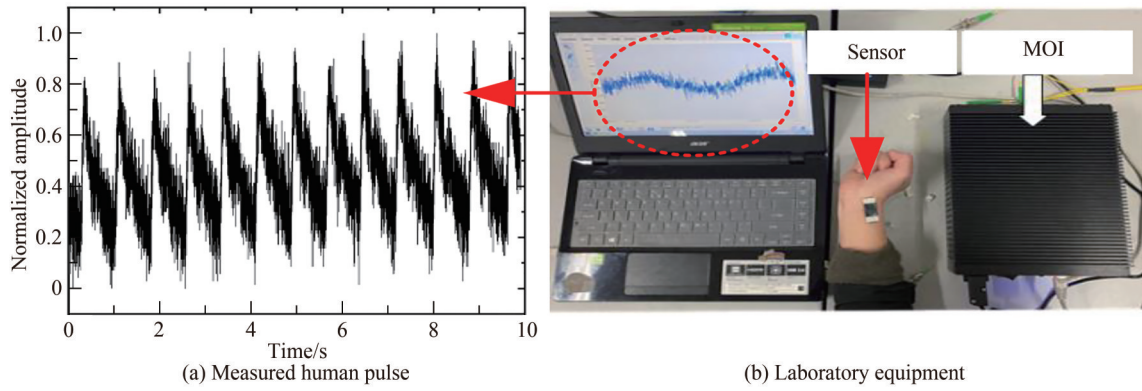 1.0
0.8
0.6
0.4
0.2
0
0 2 4 6 8 10
Normalized amplitude
Time/s
(a) Measured human pulse
Sensor
MOI
acer
(b) Laboratory equipment